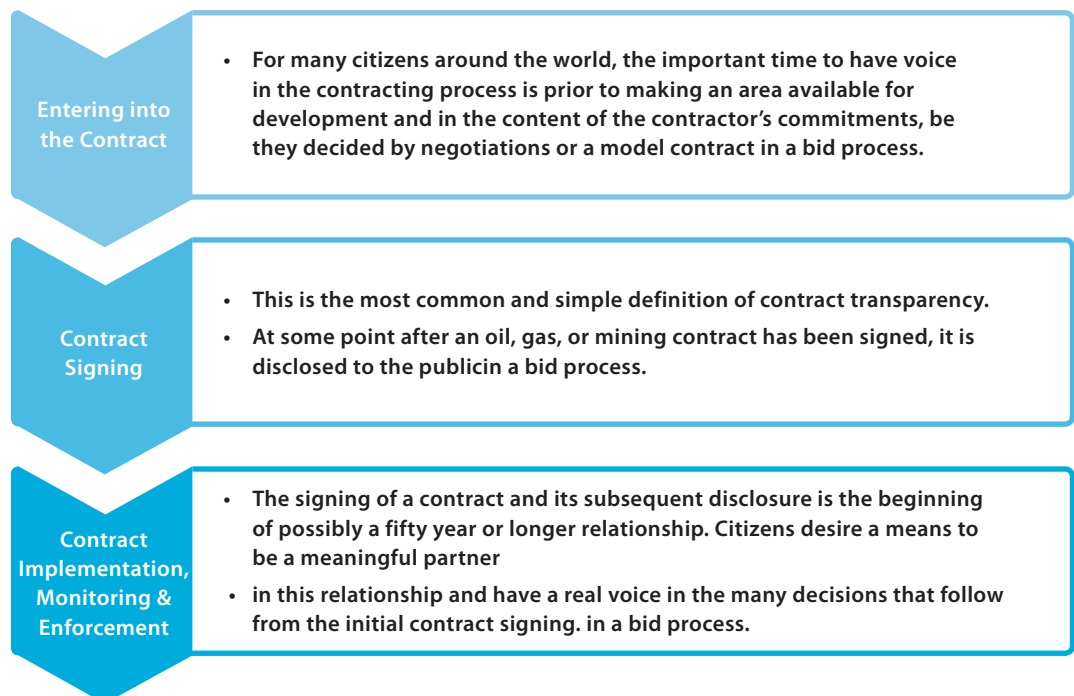 Entering into
the Contract
• For many citizens around the world, the important time to have voice
in the contracting process is prior to making an area available for
development and in the content of the contractor’s commitments, be
they decided by negotiations or a model contract in a bid process.
Contract
Signing
• This is the most common and simple definition of contract transparency.
• At some point after an oil, gas, or mining contract has been signed, it is
disclosed to the publicin a bid process.
Contract
Implementation,
Monitoring &
Enforcement
• The signing of a contract and its subsequent disclosure is the beginning
of possibly a fifty year or longer relationship. Citizens desire a means to
be a meaningful partner
• in this relationship and have a real voice in the many decisions that follow
from the initial contract signing. in a bid process.